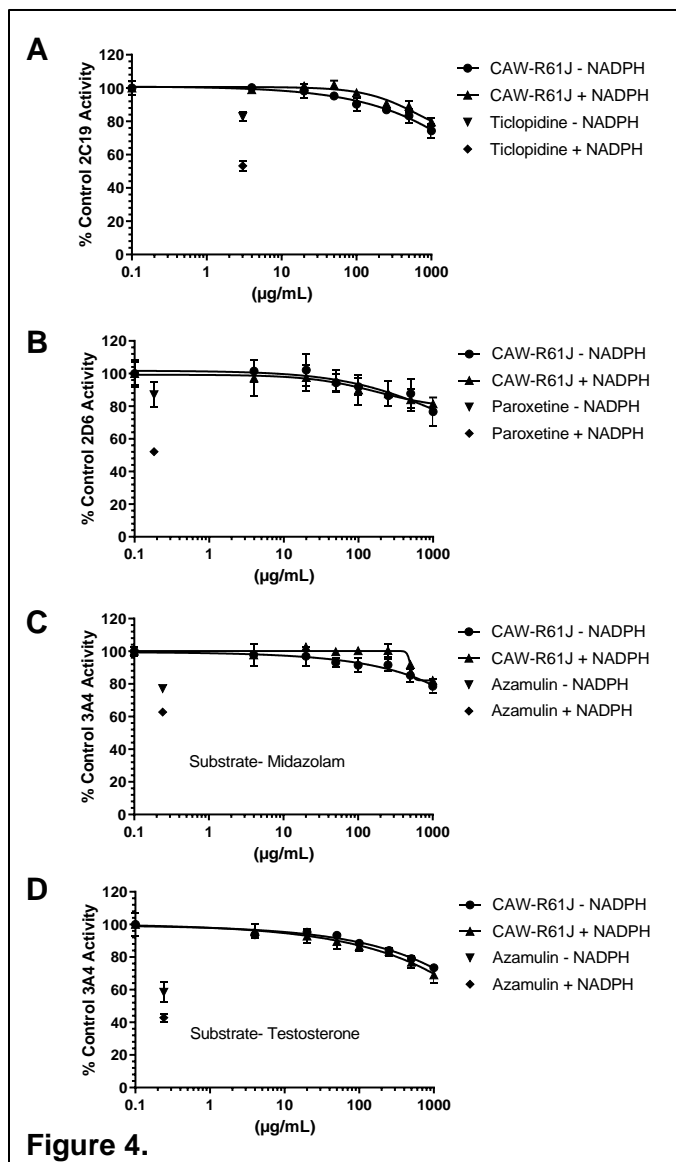 A
% Control 2C19 Activity
120
100
80
60
40
20
0
0.1
1
10
100
1000
(µg/mL)
CAW-R61J - NADPH
CAW-R61J + NADPH
Ticlopidine - NADPH
Ticlopidine + NADPH
B
% Control 2D6 Activity
120
100
80
60
40
20
0
0.1
1
10
100
1000
(µg/mL)
CAW-R61J - NADPH
CAW-R61J + NADPH
Paroxetine - NADPH
Paroxetine + NADPH
C
% Control 3A4 Activity
120
100
80
60
40
20
0
0.1
1
10
100
1000
(µg/mL)
Substrate- Midazolam
CAW-R61J - NADPH
CAW-R61J + NADPH
Azamulin - NADPH
Azamulin + NADPH
D
% Control 3A4 Activity
120
100
80
60
40
20
0
0.1
1
10
100
1000
(µg/mL)
Substrate- Testosterone
CAW-R61J - NADPH
CAW-R61J + NADPH
Azamulin - NADPH
Azamulin + NADPH
Figure 4.